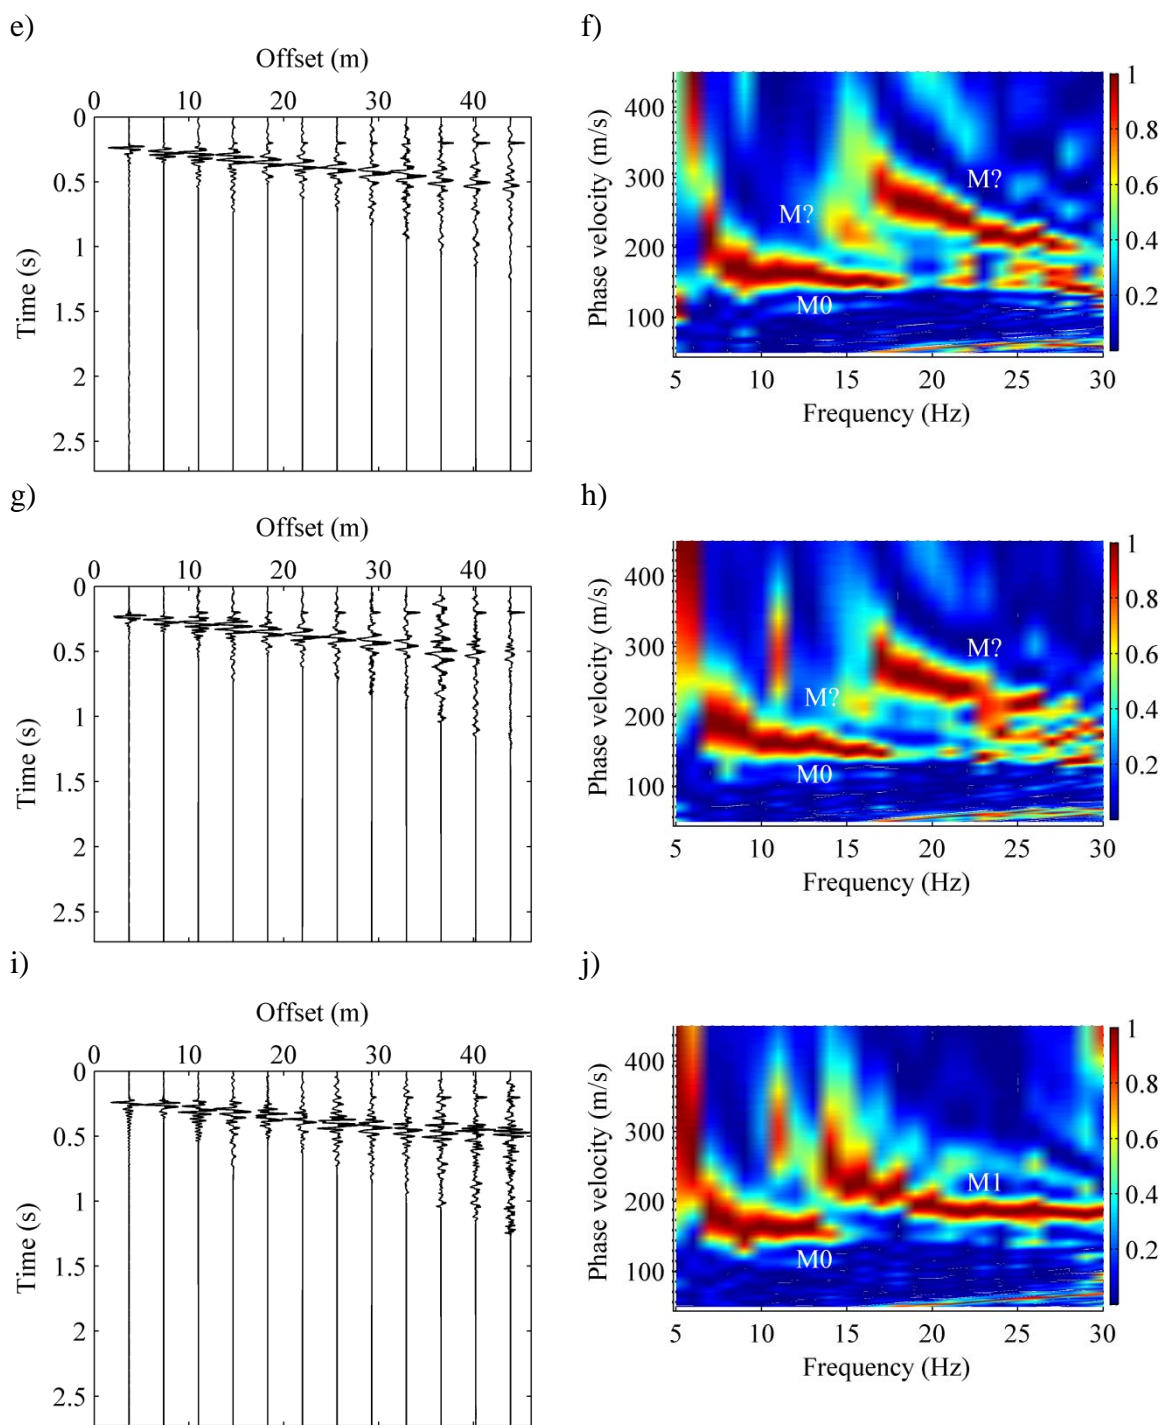 e)
Offset (m)
0 10 20 30 40
0
0.5
1
1.5
2
2.5
Time (s)
f)
400
300
200
100
Phase velocity (m/s)
M?
M?
M0
5 10 15 20 25 30
Frequency (Hz)
1
0.8
0.6
0.4
0.2
g)
Offset (m)
0 10 20 30 40
0
0.5
1
1.5
2
2.5
Time (s)
h)
400
300
200
100
Phase velocity (m/s)
M?
M?
M0
5 10 15 20 25 30
Frequency (Hz)
1
0.8
0.6
0.4
0.2
i)
Offset (m)
0 10 20 30 40
0
0.5
1
1.5
2
2.5
Time (s)
j)
400
300
200
100
Phase velocity (m/s)
M1
M0
5 10 15 20 25 30
Frequency (Hz)
1
0.8
0.6
0.4
0.2